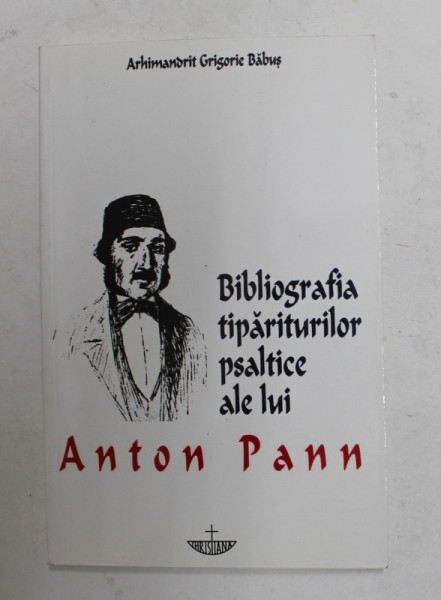 Arhimandrit Grigorie Băbuș
Bibliografia
tipăriturilor
psaltice
ale lui
Anton Pann
CHRISTIANA